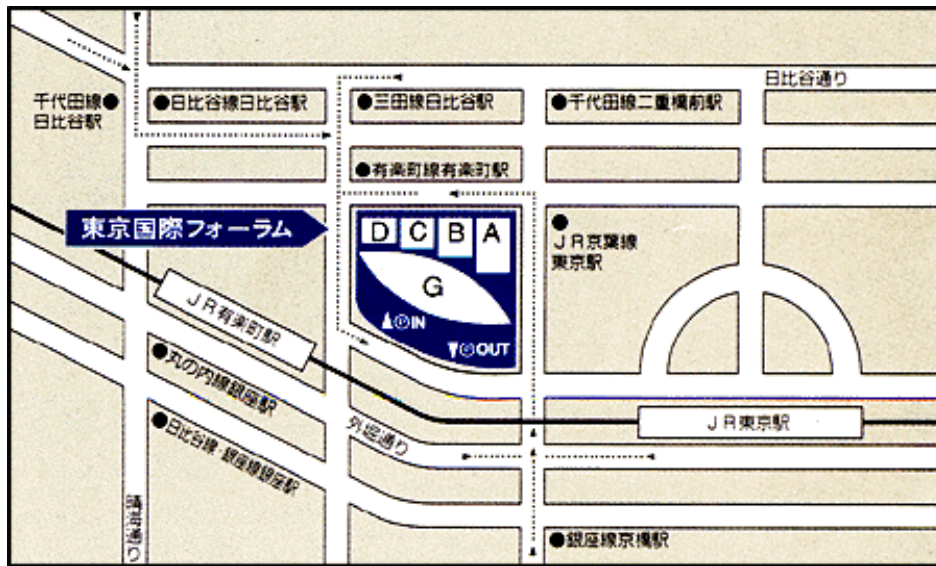 日比谷通り
千代田線●
日比谷駅
●日比谷線日比谷駅
●三田線日比谷駅
●千代田線二重橋前駅
●有楽町線有楽町駅
東京国際フォーラム
D C B A
G
▲ⓅIN
▼ⓅOUT
●
JR京葉線
東京駅
JR有楽町駅
●丸の内線銀座駅
●日比谷線・銀座線銀座駅
外堀通り
JR東京駅
晴海通り
●銀座線京橋駅